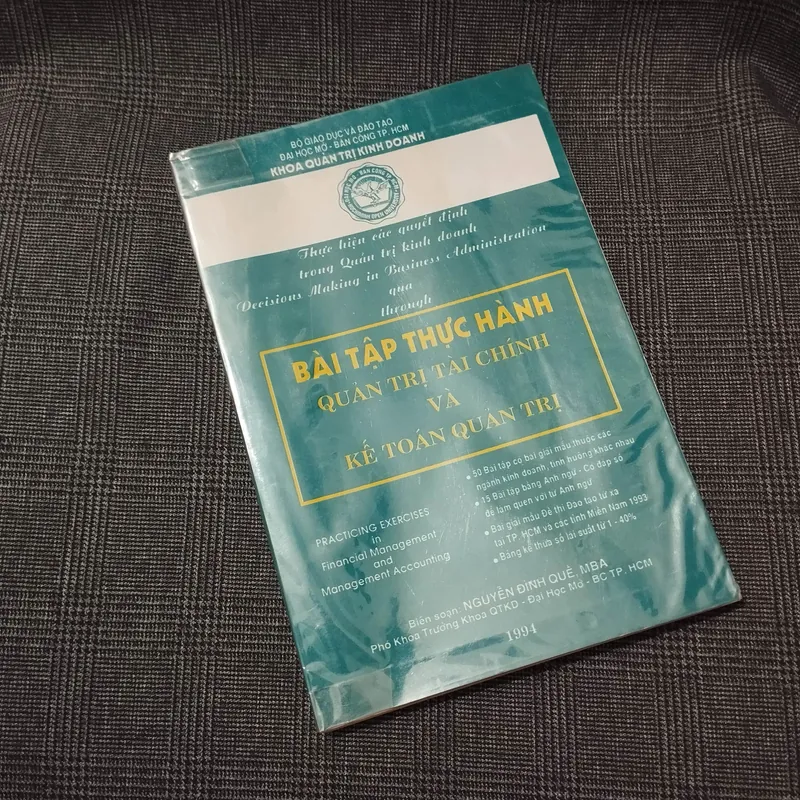 BỘ GIÁO DỤC VÀ ĐÀO TẠO
ĐẠI HỌC MỞ - BÁN CÔNG TP. HCM
KHOA QUẢN TRỊ KINH DOANH
Thực hiện các quyết định
trong Quản trị kinh doanh
Decisions Making in Business Administration
qua
through
BÀI TẬP THỰC HÀNH
QUẢN TRỊ TÀI CHÍNH
VÀ
KẾ TOÁN QUẢN TRỊ
• 50 Bài tập có bài giải mẫu thuộc các
ngành kinh doanh, tình huống khác nhau
• 15 Bài tập bằng Anh ngữ - Có đáp số
để làm quen với từ Anh ngữ
• Bài giải mẫu Đề thi Đào tạo từ xa
tại TP. HCM và các tỉnh Miền Nam 1993
• Bảng kê thừa số lãi suất từ 1 - 40%
PRACTICING EXERCISES
in
Financial Management
and
Management Accounting
Biên soạn: NGUYỄN ĐÌNH QUẾ, MBA
Phó Khoa Trưởng Khoa QTKD - Đại Học Mở - BC TP. HCM
1994